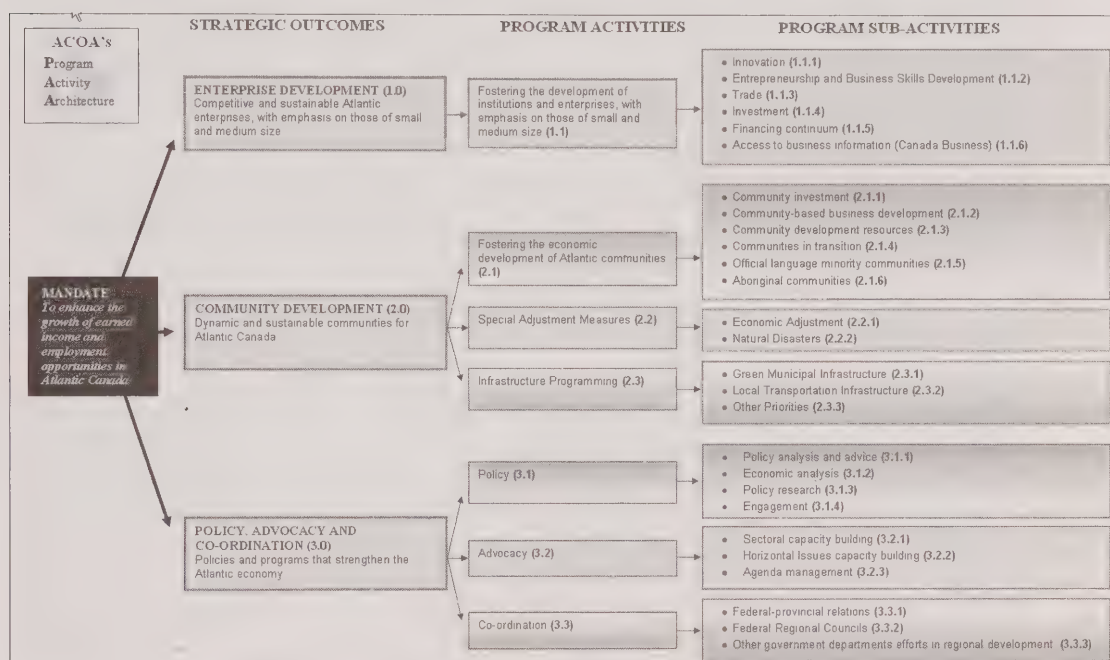 STRATEGIC OUTCOMES
PROGRAM ACTIVITIES
PROGRAM SUB-ACTIVITIES
ACOA's
Program
Activity
Architecture
ENTERPRISE DEVELOPMENT (1.0)
Competitive and sustainable Atlantic
enterprises, with emphasis on those of small
and medium size
Fostering the development of
institutions and enterprises, with
emphasis on those of small and
medium size (1.1)
• Innovation (1.1.1)
• Entrepreneurship and Business Skills Development (1.1.2)
• Trade (1.1.3)
• Investment (1.1.4)
• Financing continuum (1.1.5)
• Access to business information (Canada Business) (1.1.6)
MANDATE
To enhance the
growth of earned
income and
employment
opportunities in
Atlantic Canada
COMMUNITY DEVELOPMENT (2.0)
Dynamic and sustainable communities for
Atlantic Canada
Fostering the economic
development of Atlantic communities
(2.1)
• Community investment (2.1.1)
• Community-based business development (2.1.2)
• Community development resources (2.1.3)
• Communities in transition (2.1.4)
• Official language minority communities (2.1.5)
• Aboriginal communities (2.1.6)
Special Adjustment Measures (2.2)
• Economic Adjustment (2.2.1)
• Natural Disasters (2.2.2)
Infrastructure Programming (2.3)
• Green Municipal Infrastructure (2.3.1)
• Local Transportation Infrastructure (2.3.2)
• Other Priorities (2.3.3)
POLICY, ADVOCACY AND
CO-ORDINATION (3.0)
Policies and programs that strengthen the
Atlantic economy
Policy (3.1)
• Policy analysis and advice (3.1.1)
• Economic analysis (3.1.2)
• Policy research (3.1.3)
• Engagement (3.1.4)
Advocacy (3.2)
• Sectoral capacity building (3.2.1)
• Horizontal Issues capacity building (3.2.2)
• Agenda management (3.2.3)
Co-ordination (3.3)
• Federal-provincial relations (3.3.1)
• Federal Regional Councils (3.3.2)
• Other government departments efforts in regional development (3.3.3)